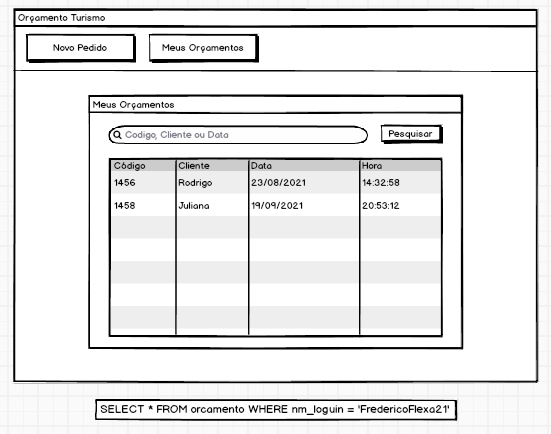 Orçamento Turismo
Novo Pedido Meus Orçamentos
Meus Orçamentos
Codigo, Cliente ou Data Pesquisar
Código Cliente Data Hora
1456 Rodrigo 23/08/2021 14:32:58
1458 Juliana 19/09/2021 20:53:12
SELECT * FROM orcamento WHERE nm_loguin = 'FredericoFlexa21'